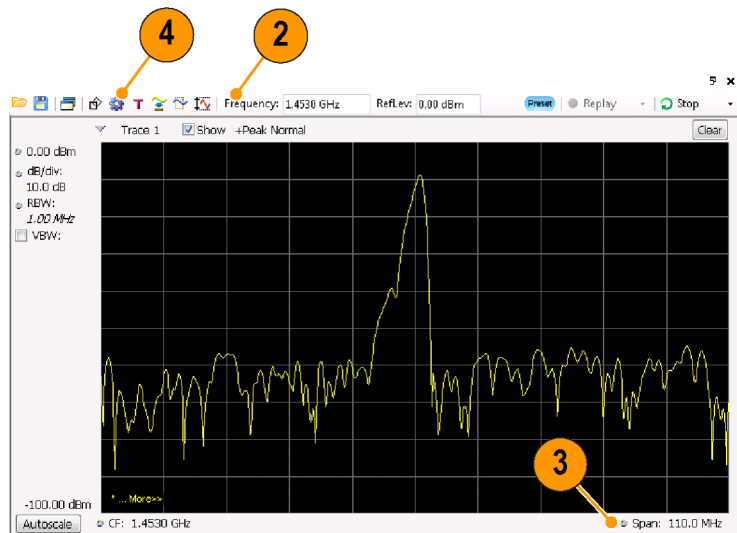 4 2
Frequency: 1.4530 GHz RefLev: 0.00 dBm Preset Replay Stop
Trace 1 Show +Peak Normal Clear
0.00 dBm
dB/div:
10.0 dB
RBW:
1.00 MHz
VBW:
3
* ... More>>
-100.00 dBm
Autoscale CF: 1.4530 GHz Span: 110.0 MHz